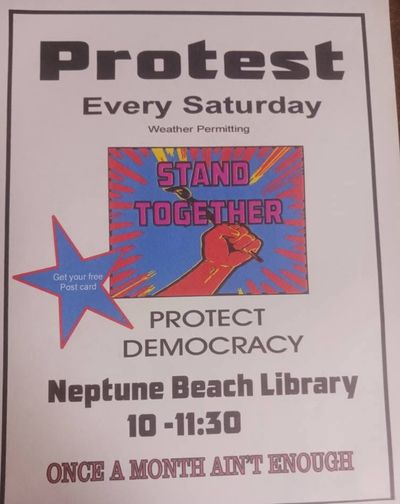 Protest
Every Saturday
Weather Permitting
STAND
TOGETHER
Get your free
Post card
PROTECT
DEMOCRACY
Neptune Beach Library
10 -11:30
ONCE A MONTH AIN'T ENOUGH